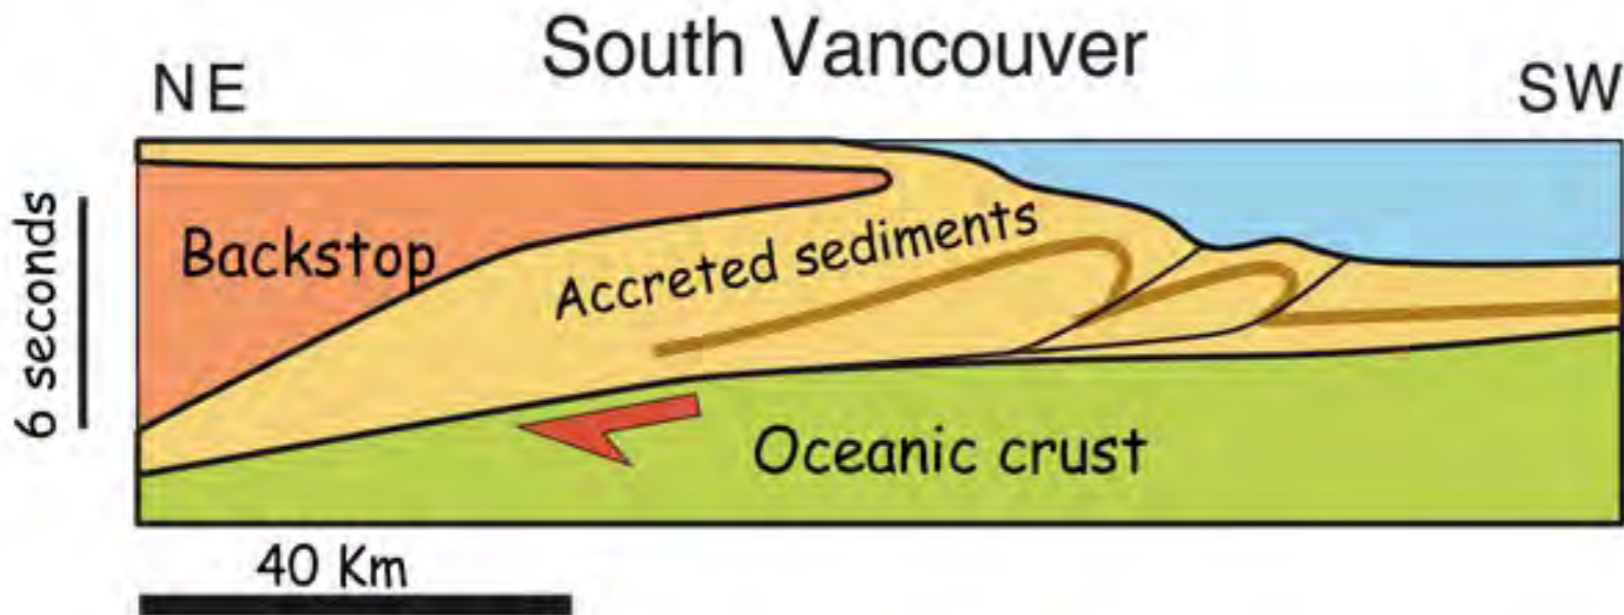 South Vancouver
NE
SW
6 seconds
Backstop
Accreted sediments
Oceanic crust
40 Km